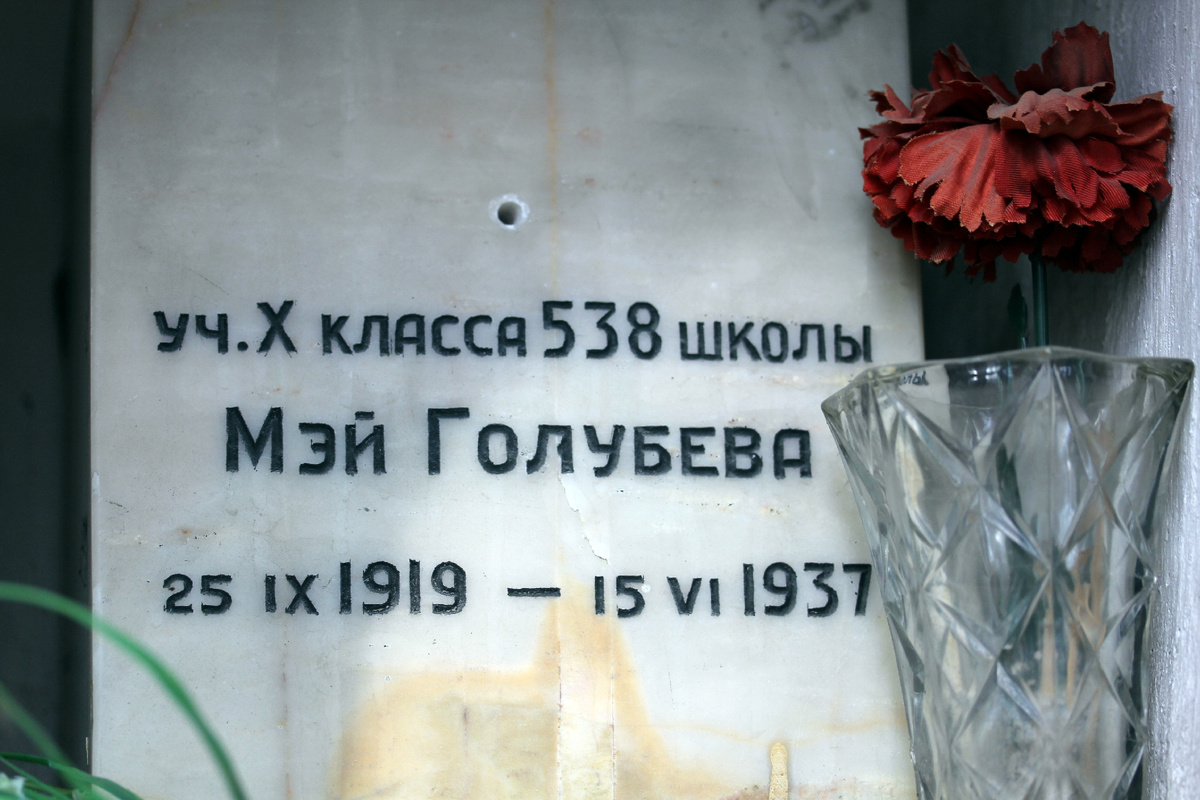 уч. X класса 538 школы
Мэй Голубева
25 IX 1919 — 15 VI 1937